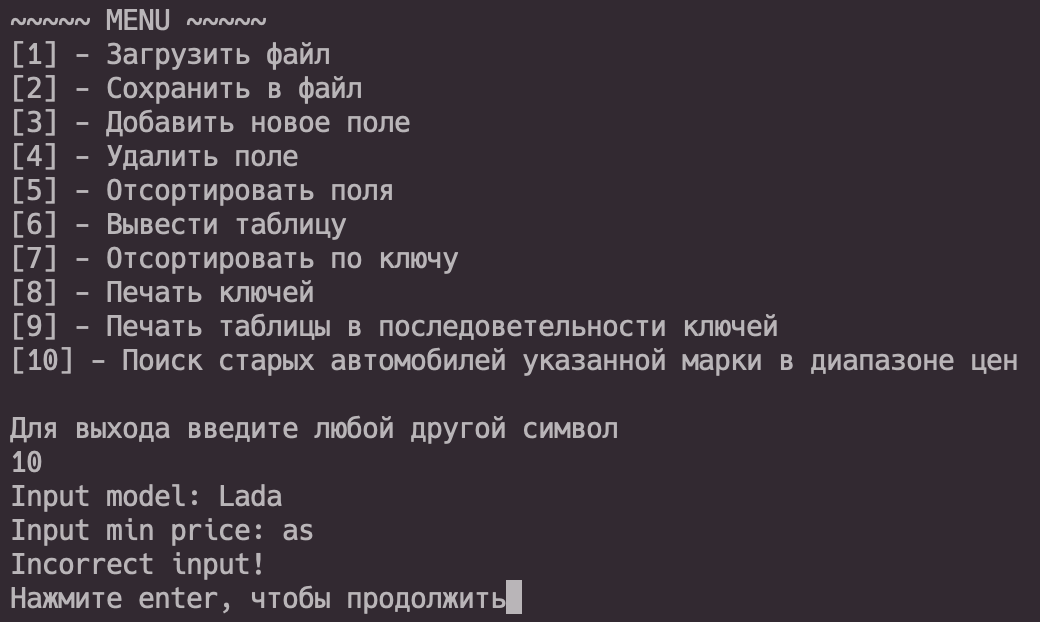 ~~~~~ MENU ~~~~~
[1] - Загрузить файл
[2] - Сохранить в файл
[3] - Добавить новое поле
[4] - Удалить поле
[5] - Отсортировать поля
[6] - Вывести таблицу
[7] - Отсортировать по ключу
[8] - Печать ключей
[9] - Печать таблицы в последоветельности ключей
[10] - Поиск старых автомобилей указанной марки в диапазоне цен
Для выхода введите любой другой символ
10
Input model: Lada
Input min price: as
Incorrect input!
Нажмите enter, чтобы продолжить